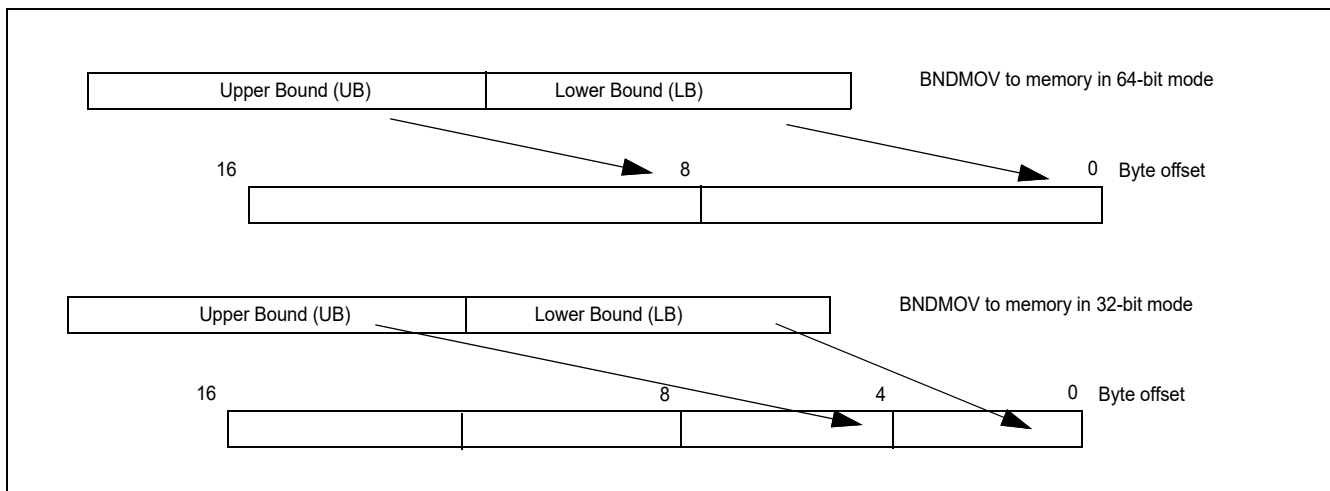 Upper Bound (UB) Lower Bound (LB) BNDMOV to memory in 64-bit mode
16 8 0 Byte offset
Upper Bound (UB) Lower Bound (LB) BNDMOV to memory in 32-bit mode
16 8 4 0 Byte offset